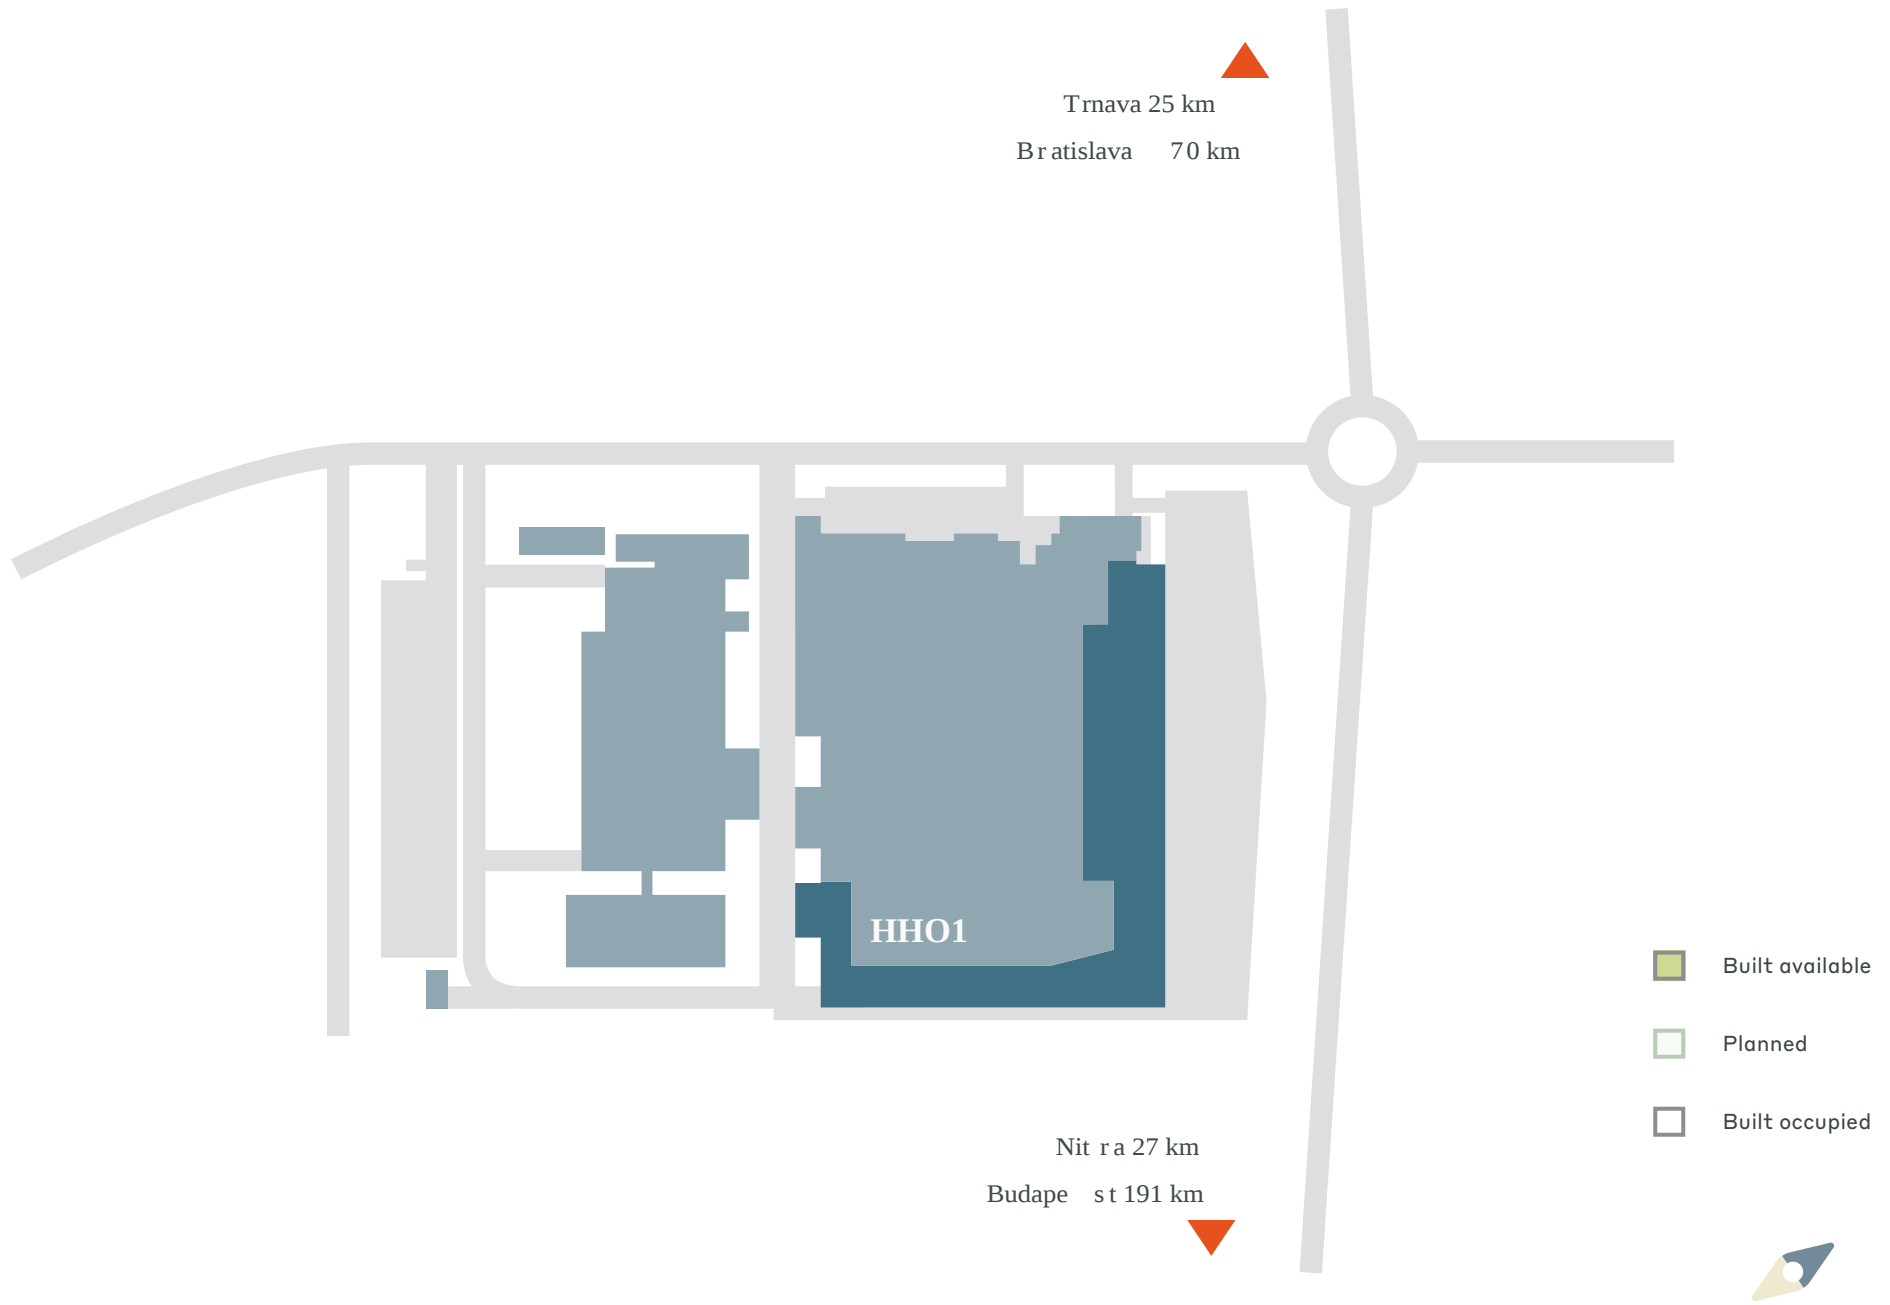 Trnava 25 km
Bratislava 70 km
HHO1
Built available
Planned
Built occupied
Nitra 27 km
Budapest 191 km